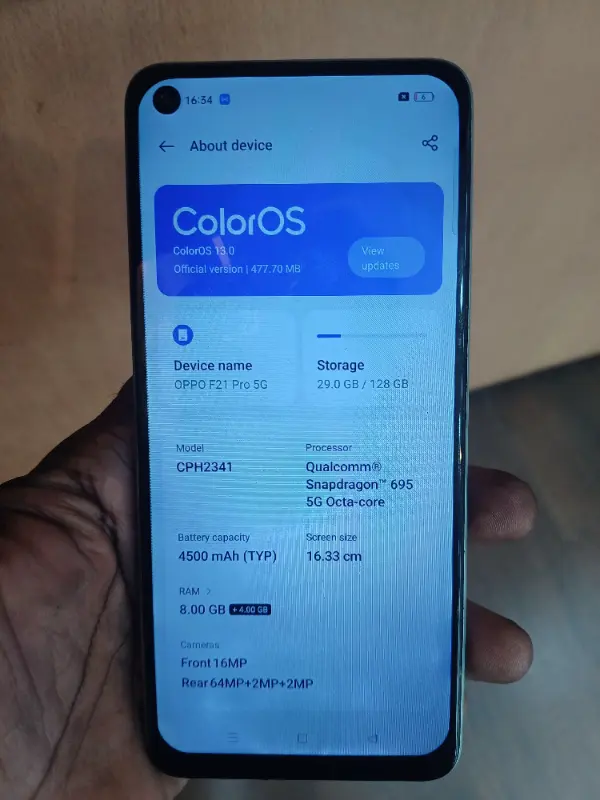 16:34
6
About device
ColorOS
ColorOS 13.0
Official version | 477.70 MB
View
updates
Device name
OPPO F21 Pro 5G
Storage
29.0 GB / 128 GB
Model
CPH2341
Processor
Qualcomm®
Snapdragon™ 695
5G Octa-core
Battery capacity
4500 mAh (TYP)
Screen size
16.33 cm
RAM >
8.00 GB + 4.00 GB
Cameras
Front 16MP
Rear 64MP+2MP+2MP